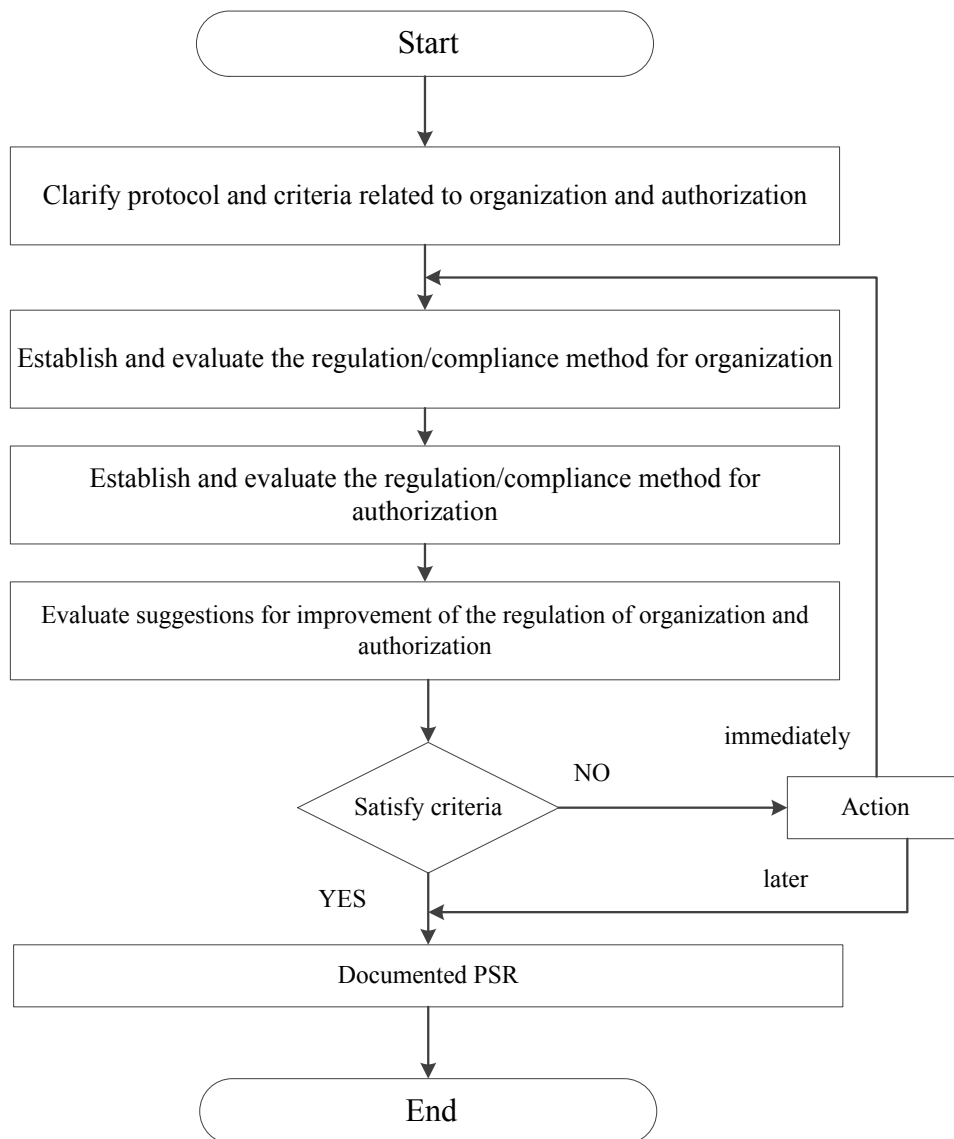 Start
Clarify protocol and criteria related to organization and authorization
Establish and evaluate the regulation/compliance method for organization
Establish and evaluate the regulation/compliance method for
authorization
Evaluate suggestions for improvement of the regulation of organization and
authorization
immediately
NO
Satisfy criteria
Action
later
YES
Documented PSR
End